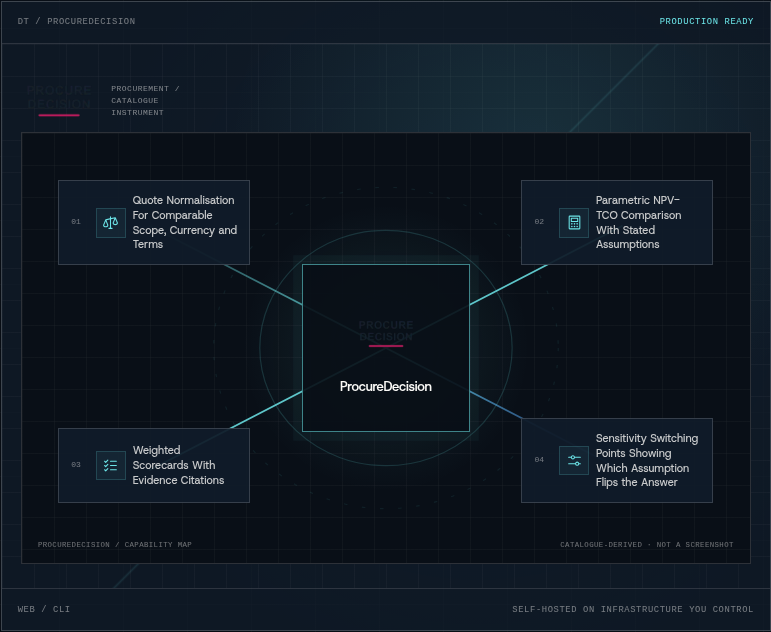 DT / PROCUREDECISION
PRODUCTION READY
PROCURE
DECISION
PROCUREMENT /
CATALOGUE
INSTRUMENT
01
Quote Normalisation
For Comparable
Scope, Currency and
Terms
02
Parametric NPV–
TCO Comparison
With Stated
Assumptions
PROCURE
DECISION
ProcureDecision
03
Weighted
Scorecards With
Evidence Citations
04
Sensitivity Switching
Points Showing
Which Assumption
Flips the Answer
PROCUREDECISION / CAPABILITY MAP
CATALOGUE-DERIVED · NOT A SCREENSHOT
WEB / CLI
SELF-HOSTED ON INFRASTRUCTURE YOU CONTROL